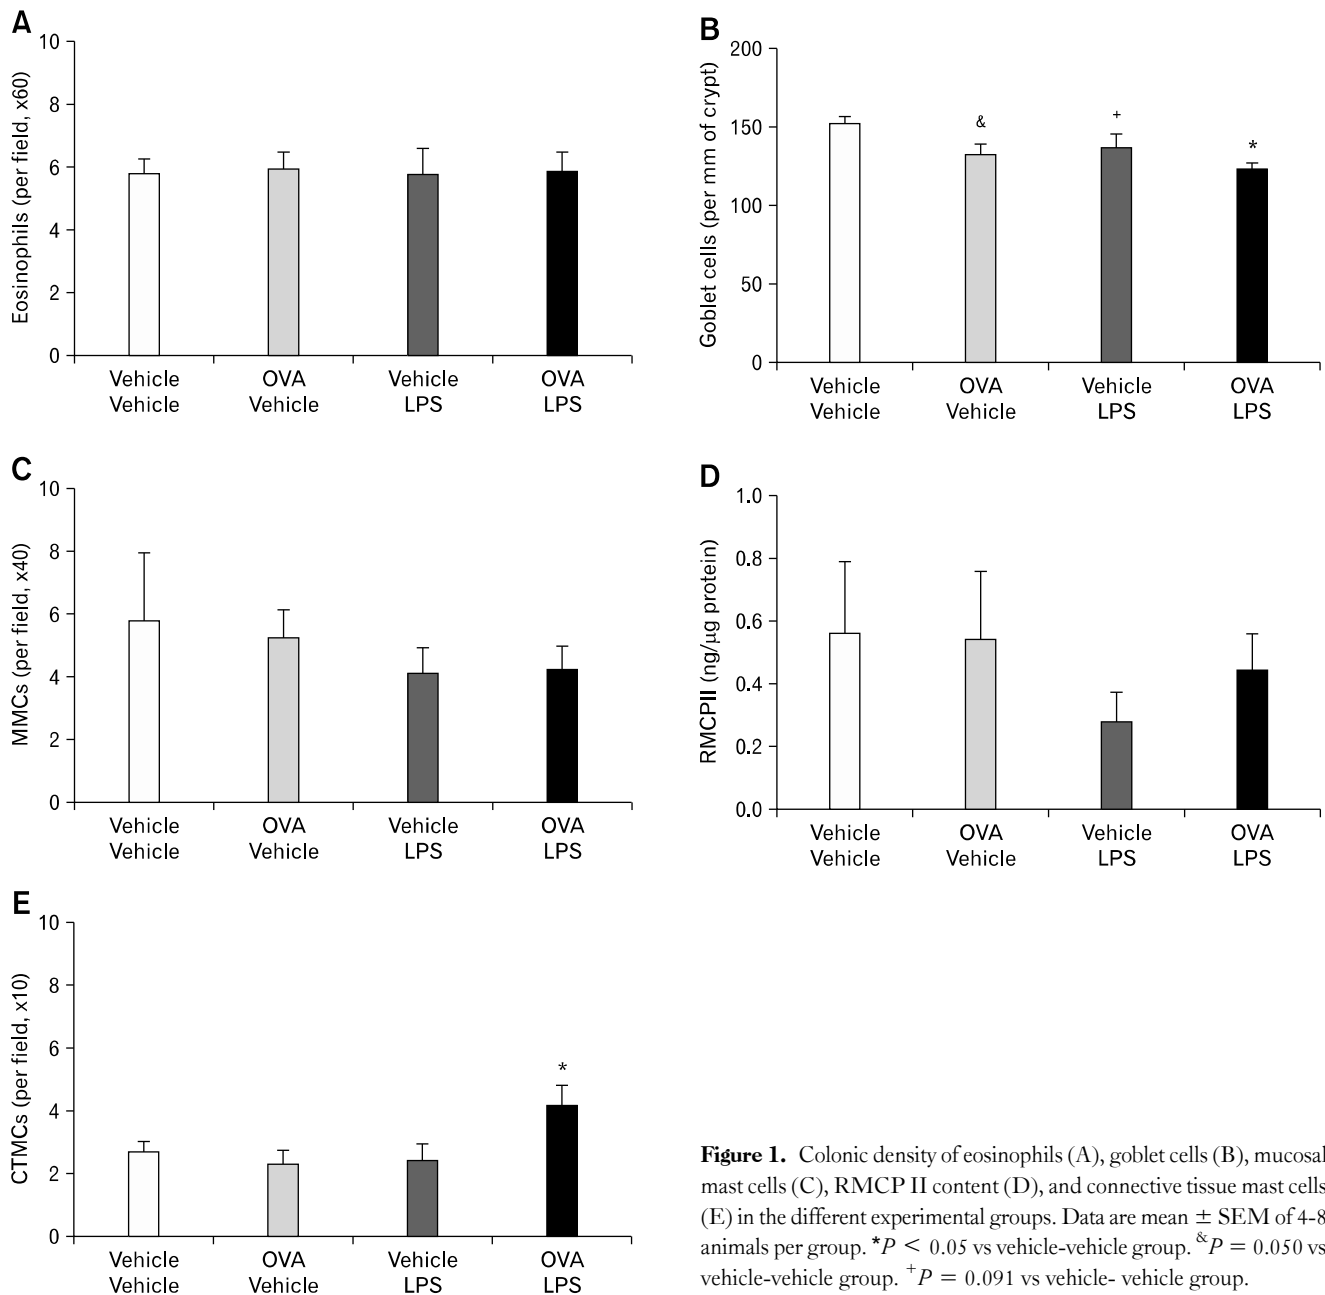 A
Eosinophils (per field, x60)
10
8
6
4
2
0
Vehicle OVA Vehicle OVA
Vehicle Vehicle LPS LPS
B
Goblet cells (per mm of crypt)
200
150
100
50
0
& + *
Vehicle OVA Vehicle OVA
Vehicle Vehicle LPS LPS
C
MMCs (per field, x40)
10
8
6
4
2
0
Vehicle OVA Vehicle OVA
Vehicle Vehicle LPS LPS
D
RMCPII (ng/μg protein)
1.0
0.8
0.6
0.4
0.2
0.0
Vehicle OVA Vehicle OVA
Vehicle Vehicle LPS LPS
E
CTMCs (per field, x10)
10
8
6
4
2
0
*
Vehicle OVA Vehicle OVA
Vehicle Vehicle LPS LPS
Figure 1. Colonic density of eosinophils (A), goblet cells (B), mucosal
mast cells (C), RMCP II content (D), and connective tissue mast cells
(E) in the different experimental groups. Data are mean ± SEM of 4-8
animals per group. *P < 0.05 vs vehicle-vehicle group. &P = 0.050 vs
vehicle-vehicle group. +P = 0.091 vs vehicle- vehicle group.